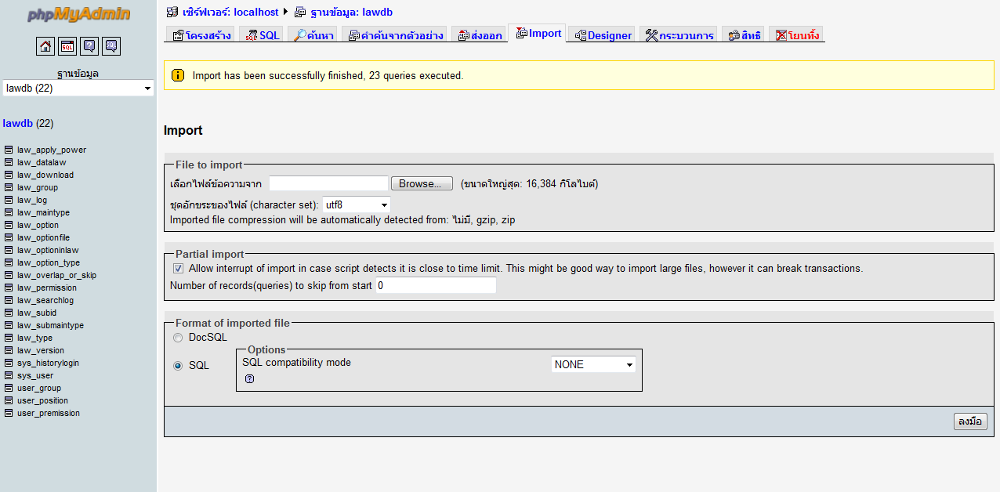 phpMyAdmin
ฐานข้อมูล
lawdb (22)
lawdb (22)
law_apply_power
law_datalaw
law_download
law_group
law_log
law_maintype
law_option
law_optionfile
law_optioninlaw
law_option_type
law_overlap_or_skip
law_permission
law_searchlog
law_subid
law_submaintype
law_type
law_version
sys_historylogin
sys_user
user_group
user_position
user_premission
เซิร์ฟเวอร์: localhost ฐานข้อมูล: lawdb
โครงสร้าง SQL ค้นหา คำค้นจากตัวอย่าง ส่งออก Import Designer กระบวนการ สิทธิ โยนทิ้ง
Import has been successfully finished, 23 queries executed.
Import
File to import
เลือกไฟล์ข้อความจาก Browse... (ขนาดใหญ่สุด: 16,384 กิโลไบต์)
ชุดอักขระของไฟล์ (character set): utf8
Imported file compression will be automatically detected from: ไม่มี, gzip, zip
Partial import
Allow interrupt of import in case script detects it is close to time limit. This might be good way to import large files, however it can break transactions.
Number of records(queries) to skip from start 0
Format of imported file
DocSQL
SQL
Options
SQL compatibility mode NONE
ลงมือ